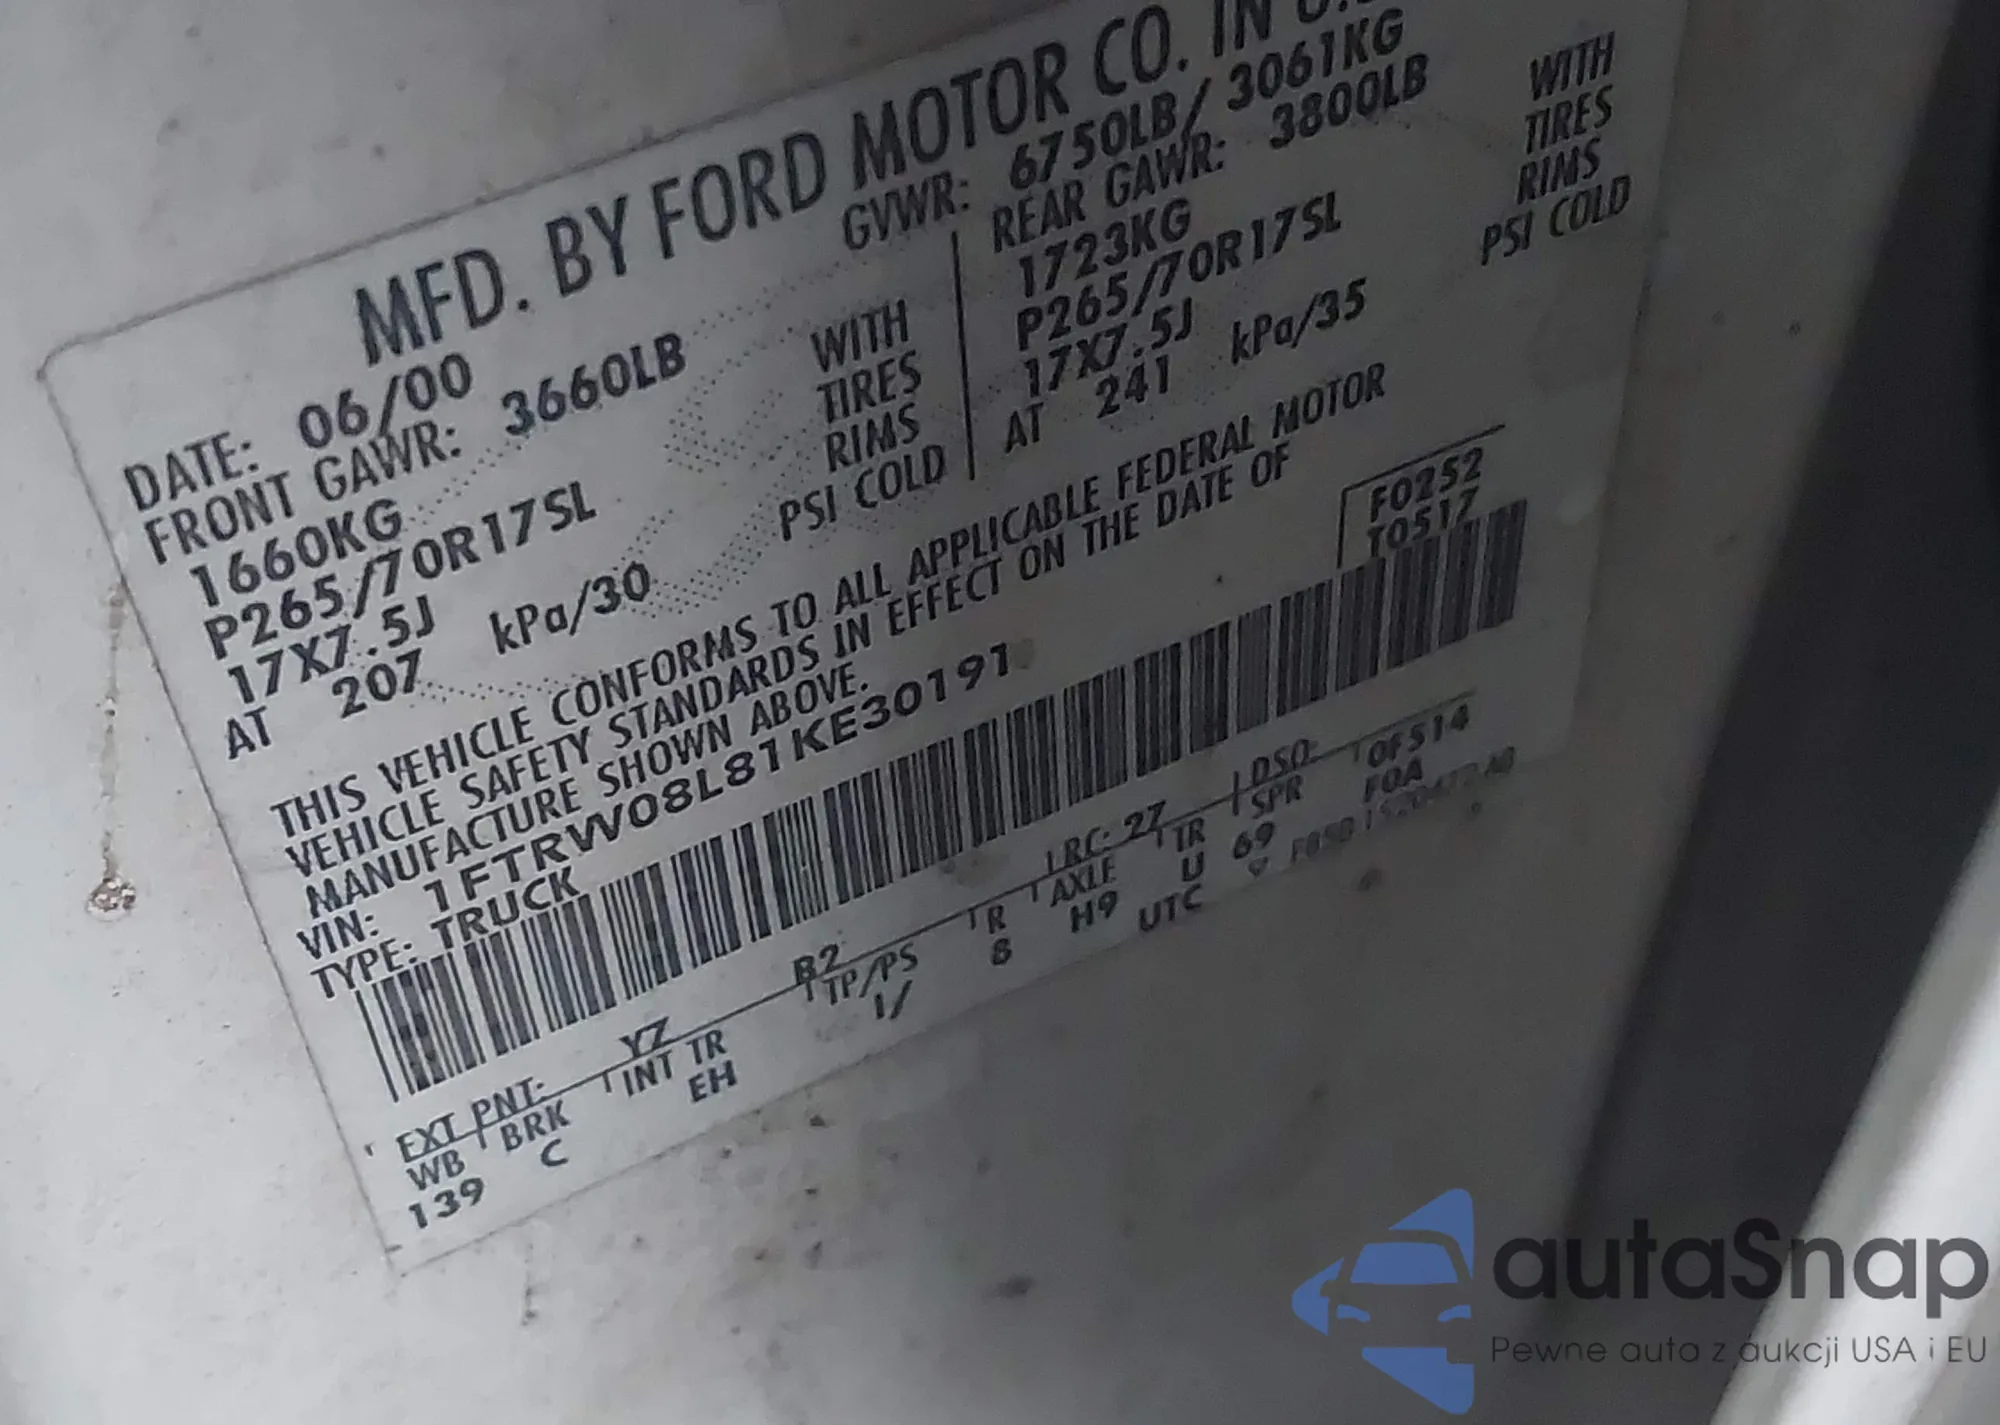 MFD. BY FORD MOTOR CO. IN U.S
DATE: 06/00 GVWR: 6750LB/ 3061KG
FRONT GAWR: 3660LB REAR GAWR: 3800LB
1660KG WITH 1723KG WITH
P265/70R17SL TIRES P265/70R17SL TIRES
17X7.5J RIMS 17X7.5J RIMS
AT 207 kPa/30 PSI COLD AT 241 kPa/35 PSI COLD
THIS VEHICLE CONFORMS TO ALL APPLICABLE FEDERAL MOTOR
VEHICLE SAFETY STANDARDS IN EFFECT ON THE DATE OF
MANUFACTURE SHOWN ABOVE.
VIN: 1FTRW08L81KE30191 F0252
TYPE: TRUCK T0517
EXT PNT: YZ B2 RC: 27 DSO: 0F514
WB BRK INT TR TP/PS R AXLE TR SPR F0A
139 C EH 1/ 8 H9 U 69
UTC
autaSnap
Pewne auta z aukcji USA i EU